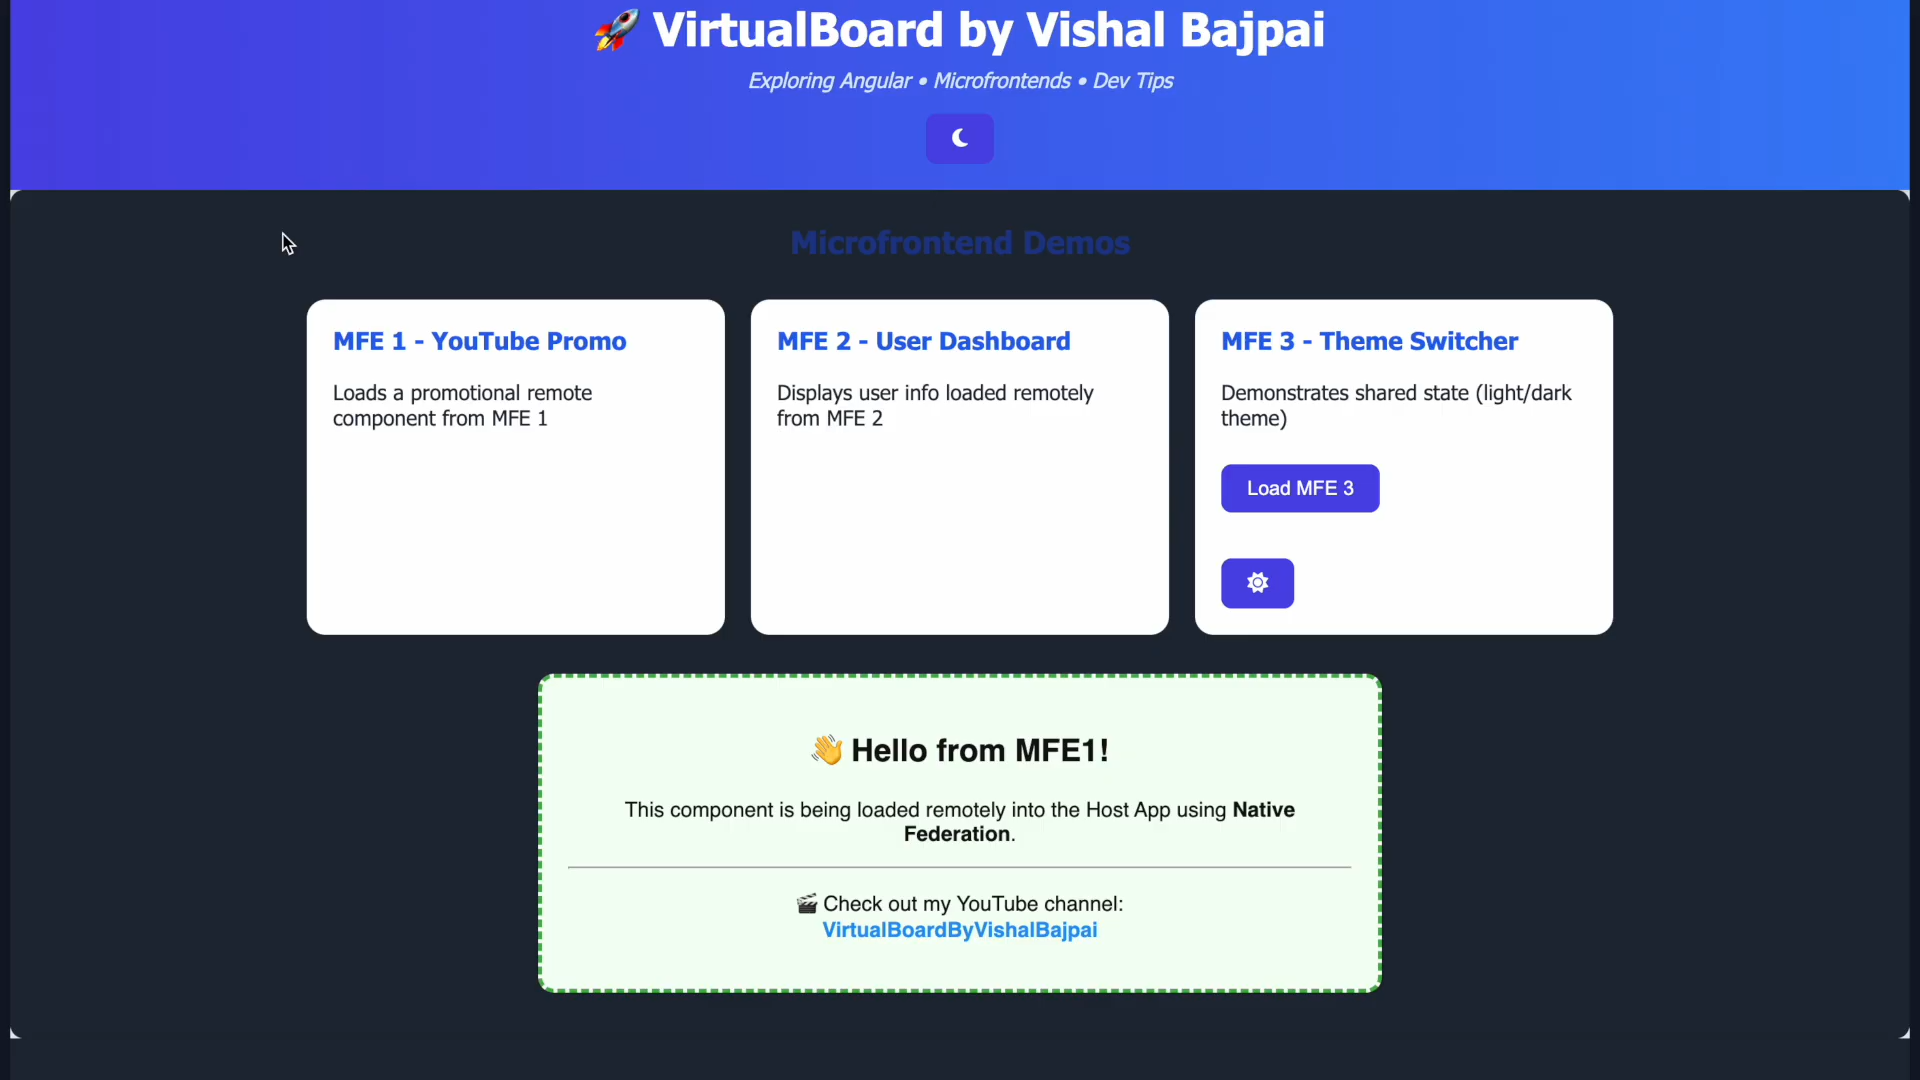 🚀 VirtualBoard by Vishal Bajpai
Exploring Angular • Microfrontends • Dev Tips
Microfrontend Demos
MFE 1 - YouTube Promo
Loads a promotional remote
component from MFE 1
MFE 2 - User Dashboard
Displays user info loaded remotely
from MFE 2
MFE 3 - Theme Switcher
Demonstrates shared state (light/dark
theme)
Load MFE 3
👋 Hello from MFE1!
This component is being loaded remotely into the Host App using Native
Federation.
🎬 Check out my YouTube channel:
VirtualBoardByVishalBajpai